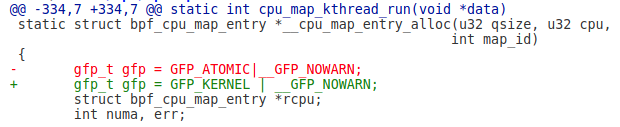 @@ -334,7 +334,7 @@ static int cpu_map_kthread_run(void *data)
 static struct bpf_cpu_map_entry *__cpu_map_entry_alloc(u32 qsize, u32 cpu,
                                                       int map_id)
 {
-       gfp_t gfp = GFP_ATOMIC|__GFP_NOWARN;
+       gfp_t gfp = GFP_KERNEL | __GFP_NOWARN;
        struct bpf_cpu_map_entry *rcpu;
        int numa, err;